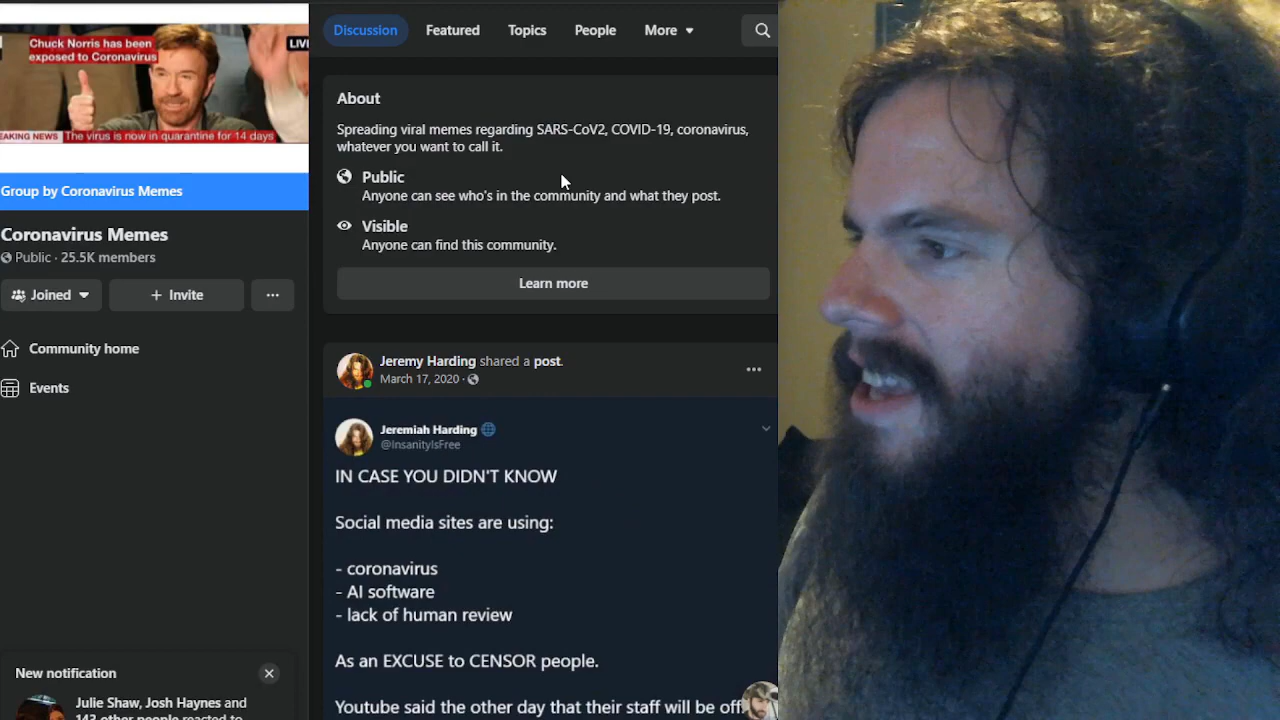 Chuck Norris has been
exposed to Coronavirus
LIV
EAKING NEWS The virus is now in quarantine for 14 days
Group by Coronavirus Memes
Coronavirus Memes
Public · 25.5K members
Joined
+ Invite
Community home
Events
New notification
Julie Shaw, Josh Haynes and
143 other people reacted to
Discussion
Featured
Topics
People
More
About
Spreading viral memes regarding SARS-CoV2, COVID-19, coronavirus,
whatever you want to call it.
Public
Anyone can see who's in the community and what they post.
Visible
Anyone can find this community.
Learn more
Jeremy Harding shared a post.
March 17, 2020 ·
Jeremiah Harding
@InsanityIsFree
IN CASE YOU DIDN'T KNOW
Social media sites are using:
- coronavirus
- AI software
- lack of human review
As an EXCUSE to CENSOR people.
Youtube said the other day that their staff will be off